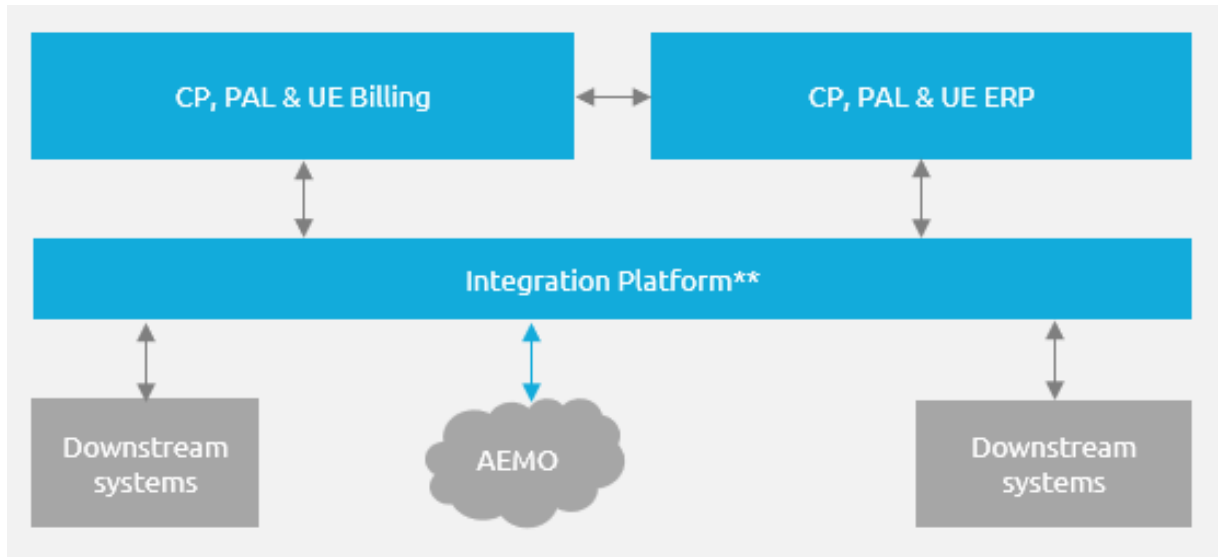 CP, PAL & UE Billing
CP, PAL & UE ERP
Integration Platform**
Downstream
systems
AEMO
Downstream
systems